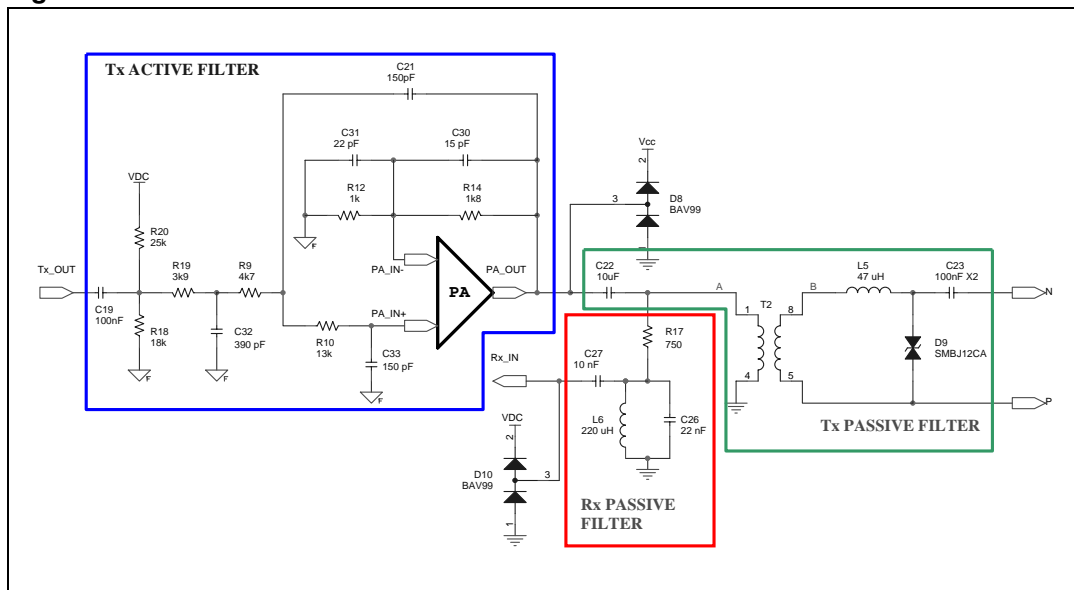 Tx ACTIVE FILTER
C21
150pF
C31
22 pF
C30
15 pF
R12
1k
R14
1k8
VDC
R20
25k
F
Tx_OUT
C19
100nF
R19
3k9
R9
4k7
R18
18k
C32
390 pF
F
F
R10
13k
C33
150 pF
F
PA_IN-
PA_IN+
PA
PA_OUT
Vcc
2
3
D8
BAV99
C22
10uF
A
T2
1
4
8
5
B
L5
47 uH
C23
100nF X2
N
D9
SMBJ12CA
P
Tx PASSIVE FILTER
R17
750
Rx_IN
C27
10 nF
L6
220 uH
C26
22 nF
VDC
2
D10
BAV99
3
1
Rx PASSIVE
FILTER